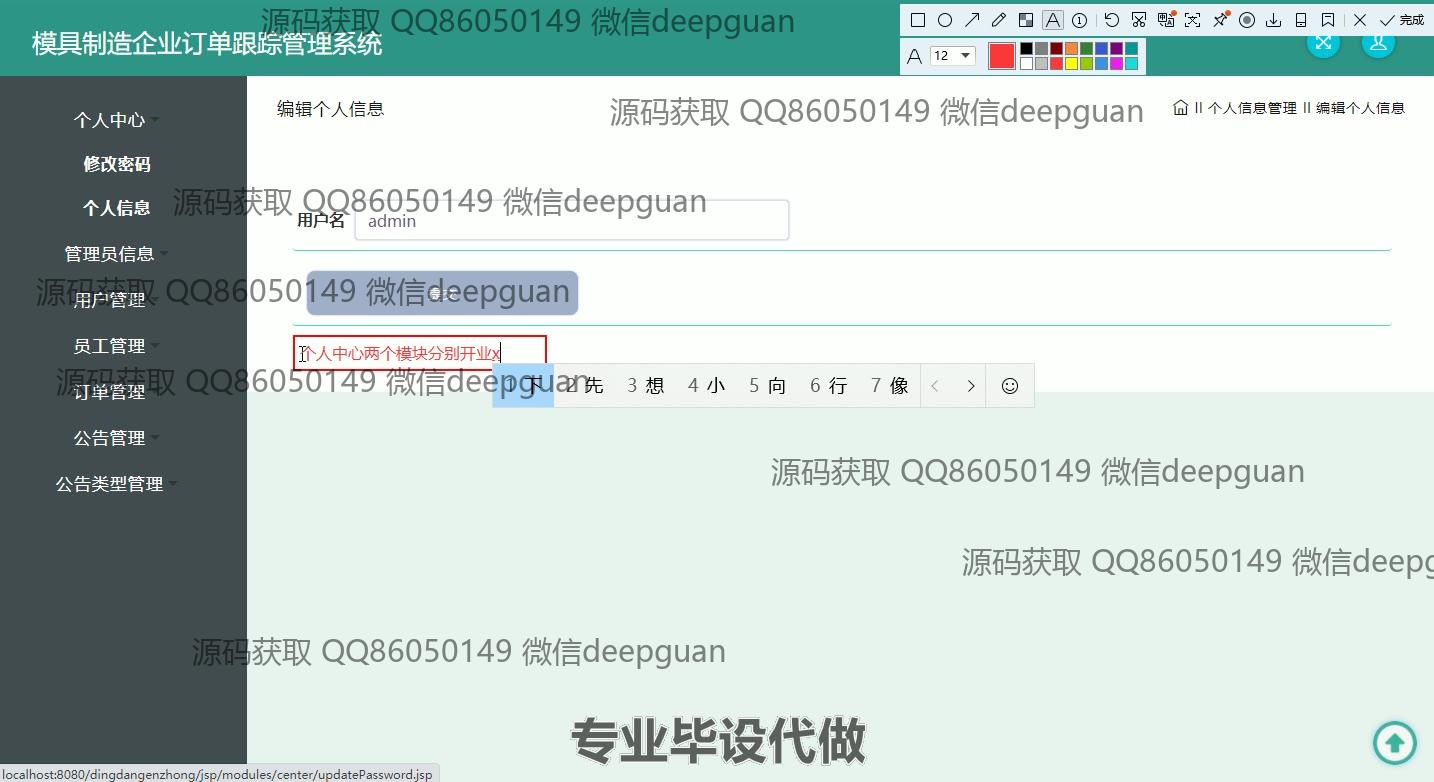 模具制造企业订单跟踪管理系统
源码获取 QQ86050149 微信deepguan
完成
A 12
个人中心
修改密码
个人信息
管理员信息
用户管理
员工管理
订单管理
公告管理
公告类型管理
编辑个人信息
源码获取 QQ86050149 微信deepguan
II 个人信息管理 II 编辑个人信息
源码获取 QQ86050149 微信deepguan
用户名 admin
源码获取 QQ86050149 微信deepguan
个人中心两个模块分别开业x
源码获取 QQ86050149 微信deepguan
1 下 2 先 3 想 4 小 5 向 6 行 7 像
源码获取 QQ86050149 微信deepguan
源码获取 QQ86050149 微信deepg
源码获取 QQ86050149 微信deepguan
专业毕设代做
localhost:8080/dingdangenzhong/jsp/modules/center/updatePassword.jsp